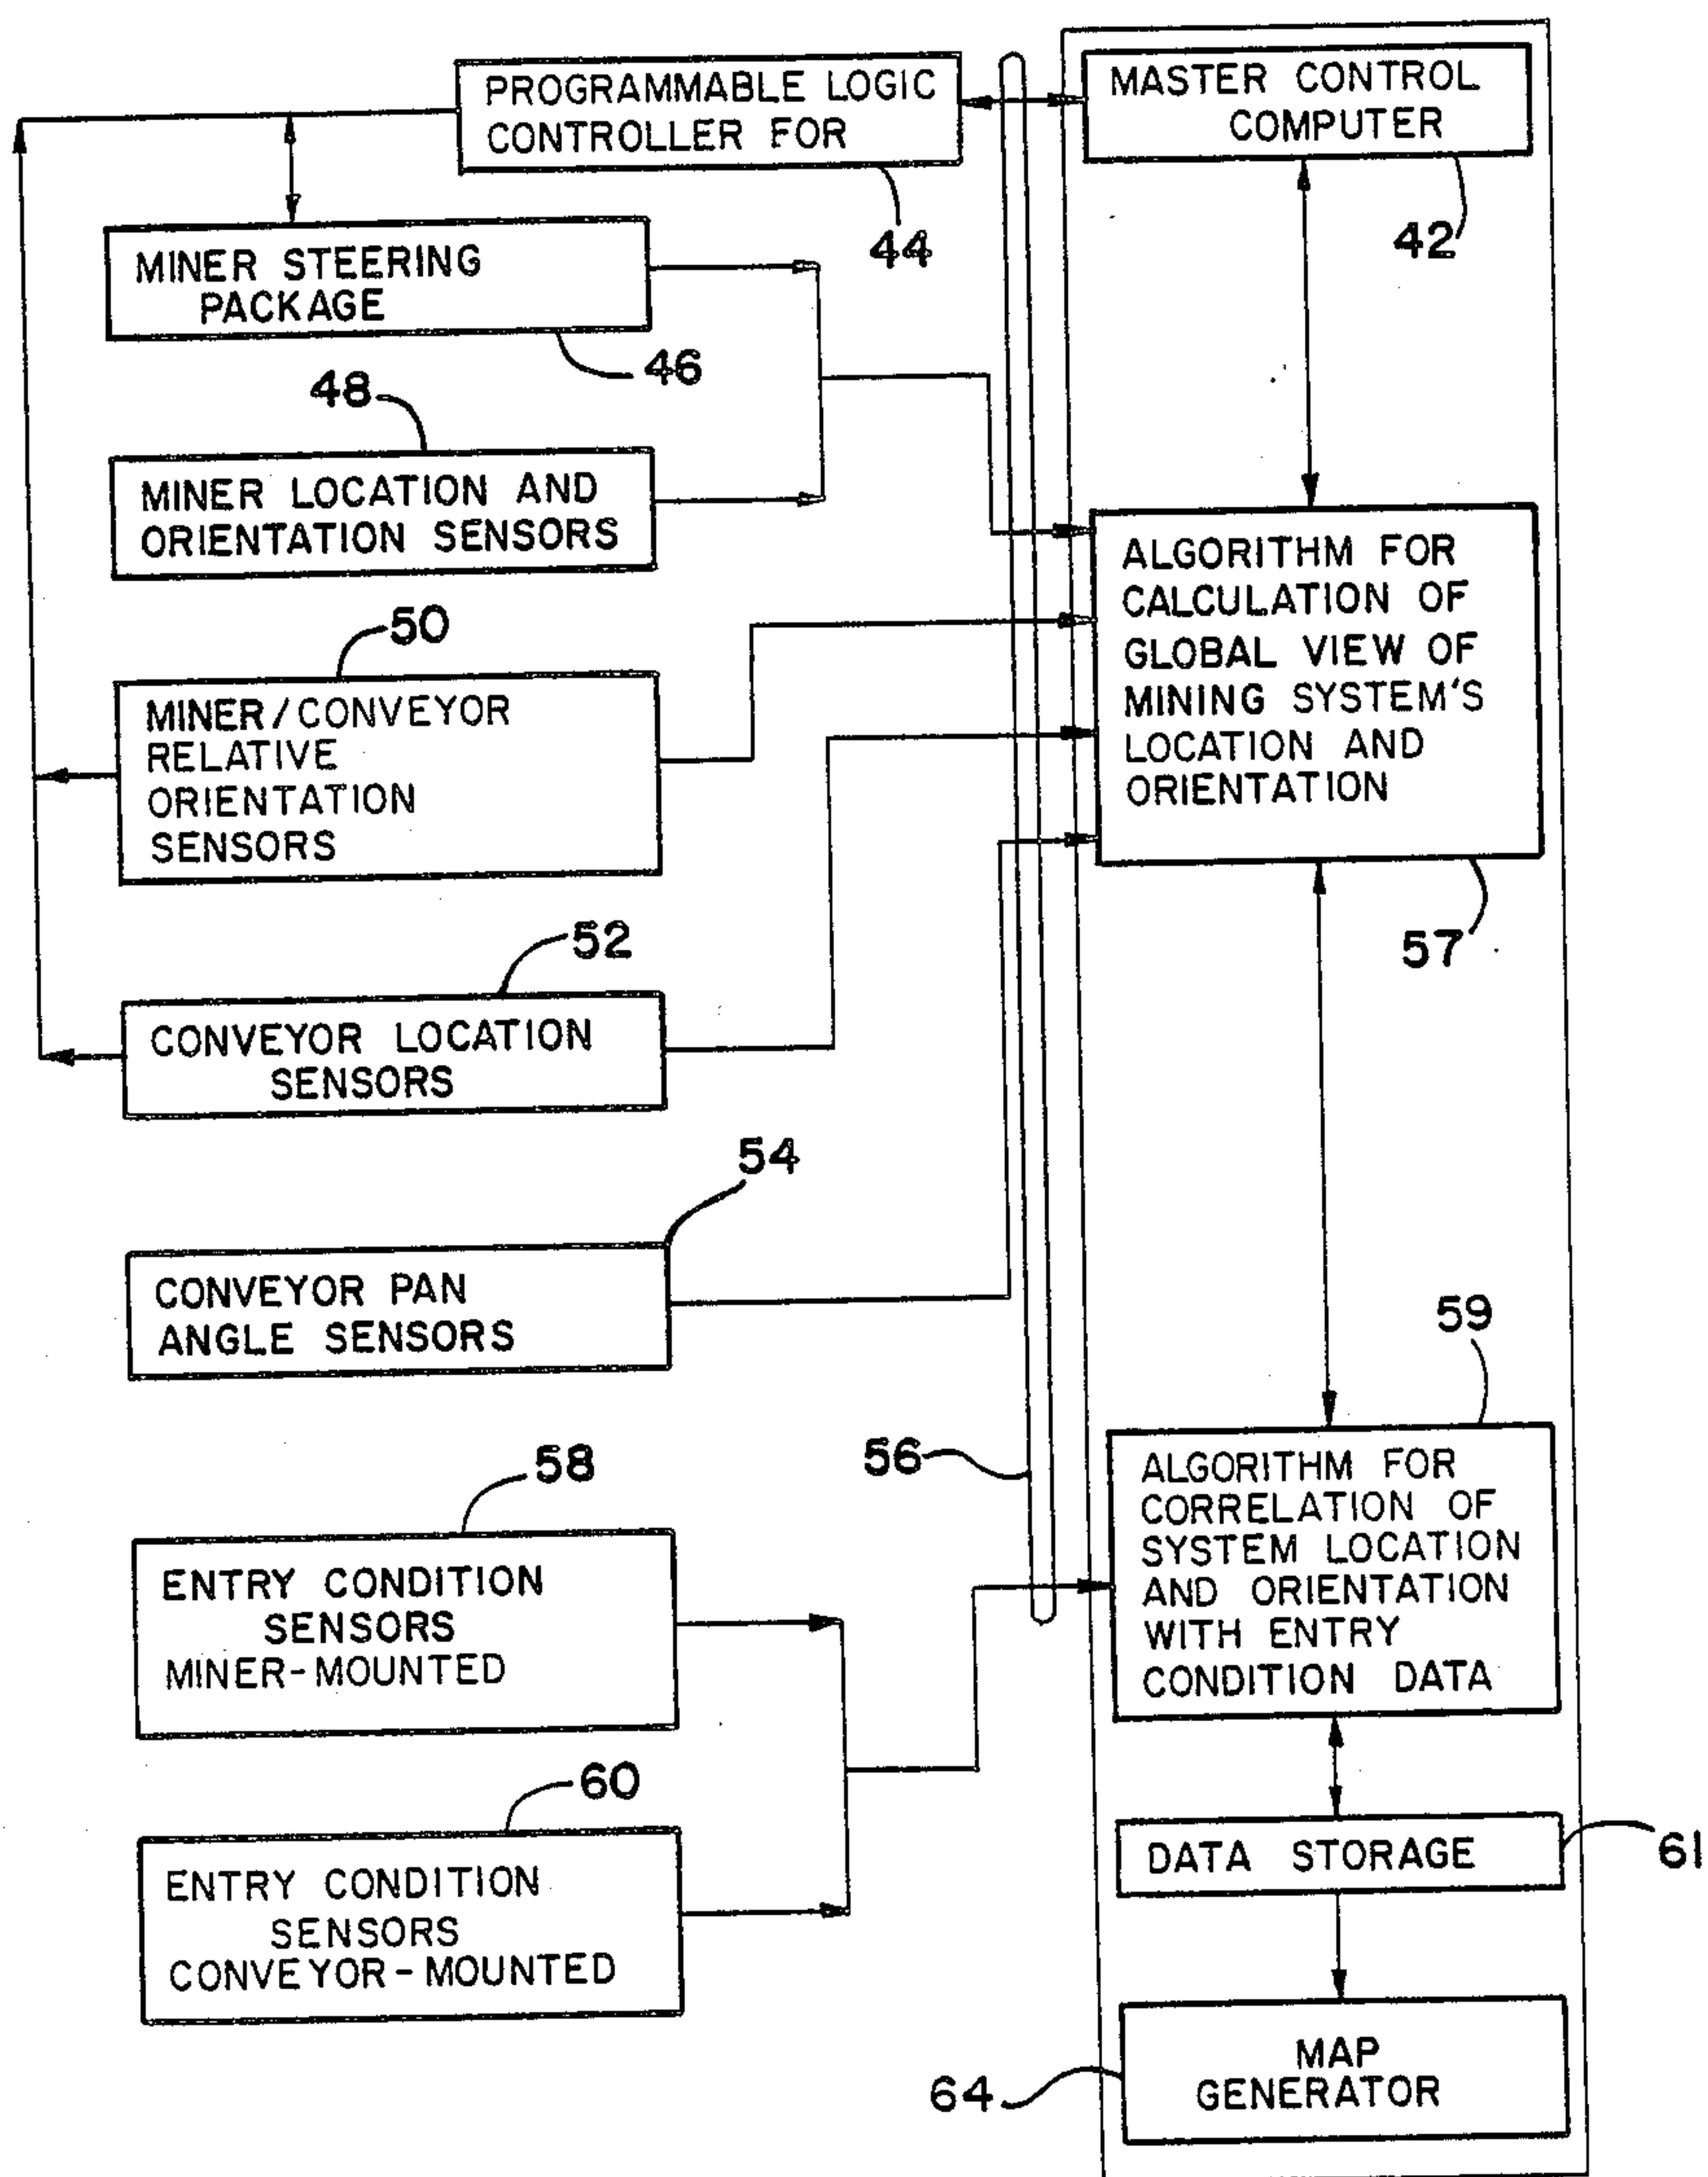 PROGRAMMABLE LOGIC
CONTROLLER FOR
44
MASTER CONTROL
COMPUTER
42
MINER STEERING
PACKAGE
46
48
MINER LOCATION AND
ORIENTATION SENSORS
50
MINER/CONVEYOR
RELATIVE
ORIENTATION
SENSORS
ALGORITHM FOR
CALCULATION OF
GLOBAL VIEW OF
MINING SYSTEM'S
LOCATION AND
ORIENTATION
57
52
CONVEYOR LOCATION
SENSORS
54
CONVEYOR PAN
ANGLE SENSORS
59
56
ALGORITHM FOR
CORRELATION OF
SYSTEM LOCATION
AND ORIENTATION
WITH ENTRY
CONDITION DATA
58
ENTRY CONDITION
SENSORS
MINER-MOUNTED
60
ENTRY CONDITION
SENSORS
CONVEYOR-MOUNTED
DATA STORAGE
61
MAP
GENERATOR
64